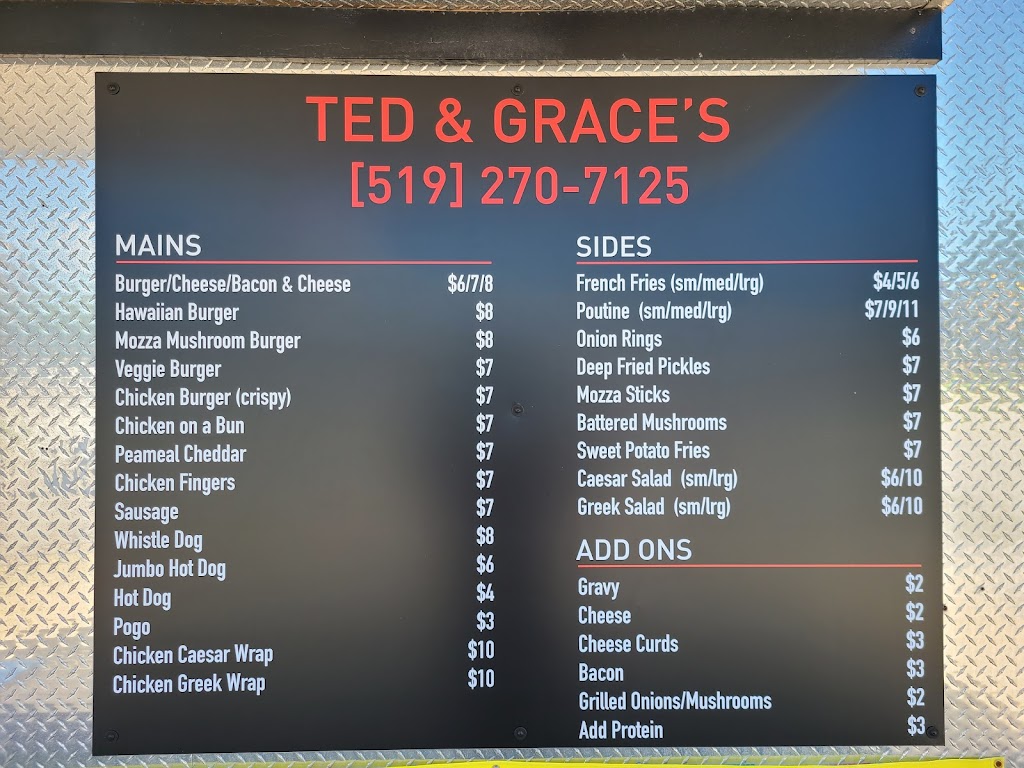 TED & GRACE'S
[519] 270-7125
MAINS
Burger/Cheese/Bacon & Cheese $6/7/8
Hawaiian Burger $8
Mozza Mushroom Burger $8
Veggie Burger $7
Chicken Burger (crispy) $7
Chicken on a Bun $7
Peameal Cheddar $7
Chicken Fingers $7
Sausage $7
Whistle Dog $8
Jumbo Hot Dog $6
Hot Dog $4
Pogo $3
Chicken Caesar Wrap $10
Chicken Greek Wrap $10
SIDES
French Fries (sm/med/lrg) $4/5/6
Poutine (sm/med/lrg) $7/9/11
Onion Rings $6
Deep Fried Pickles $7
Mozza Sticks $7
Battered Mushrooms $7
Sweet Potato Fries $7
Caesar Salad (sm/lrg) $6/10
Greek Salad (sm/lrg) $6/10
ADD ONS
Gravy $2
Cheese $2
Cheese Curds $3
Bacon $3
Grilled Onions/Mushrooms $2
Add Protein $3